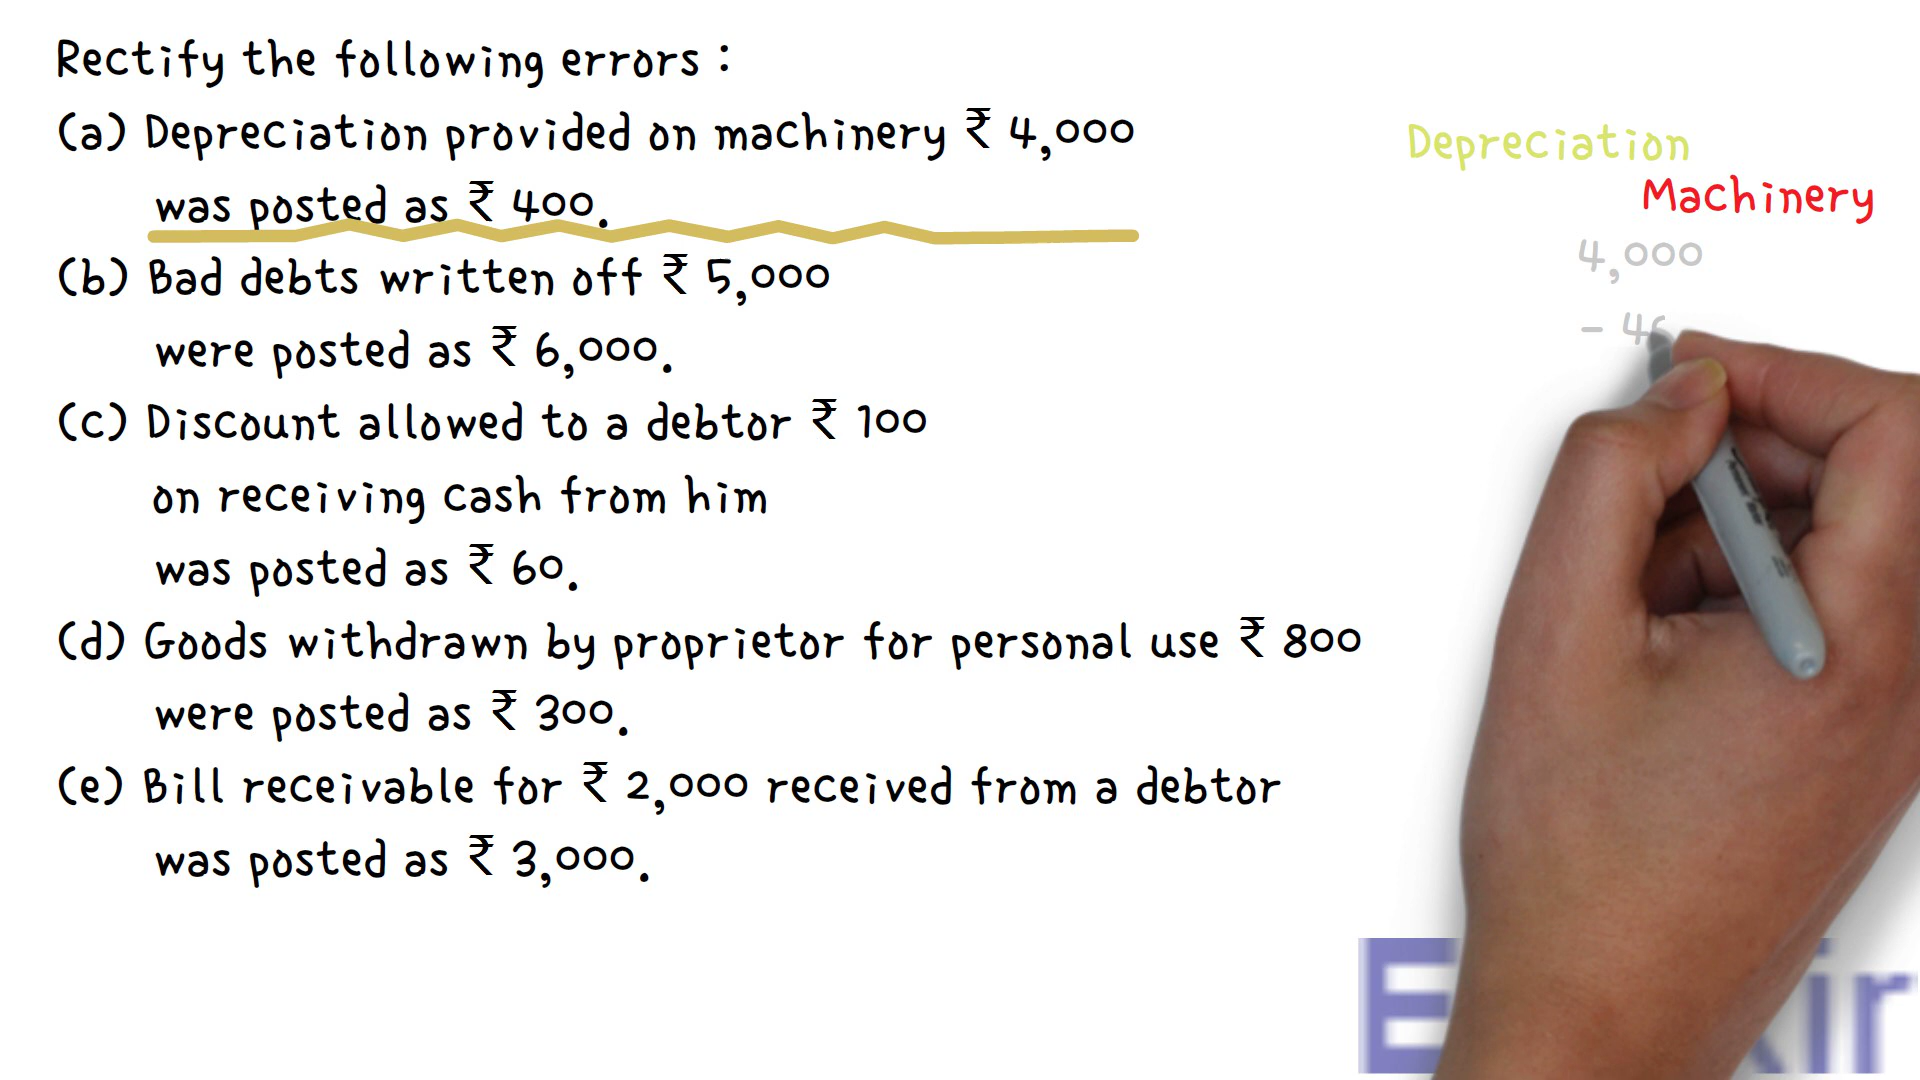 Rectify the following errors :
(a) Depreciation provided on machinery ₹ 4,000
was posted as ₹ 400.
(b) Bad debts written off ₹ 5,000
were posted as ₹ 6,000.
(c) Discount allowed to a debtor ₹ 100
on receiving cash from him
was posted as ₹ 60.
(d) Goods withdrawn by proprietor for personal use ₹ 800
were posted as ₹ 300.
(e) Bill receivable for ₹ 2,000 received from a debtor
was posted as ₹ 3,000.
Depreciation
Machinery
4,000